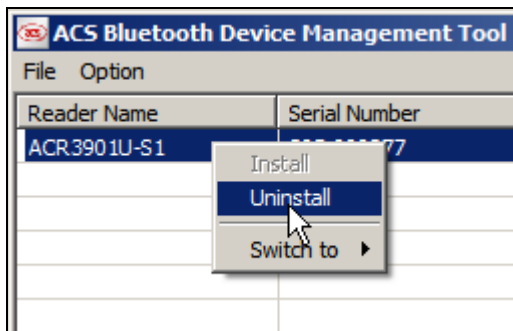 ACS Bluetooth Device Management Tool
File Option
Reader Name Serial Number
ACR3901U-S1
Install
Uninstall
Switch to